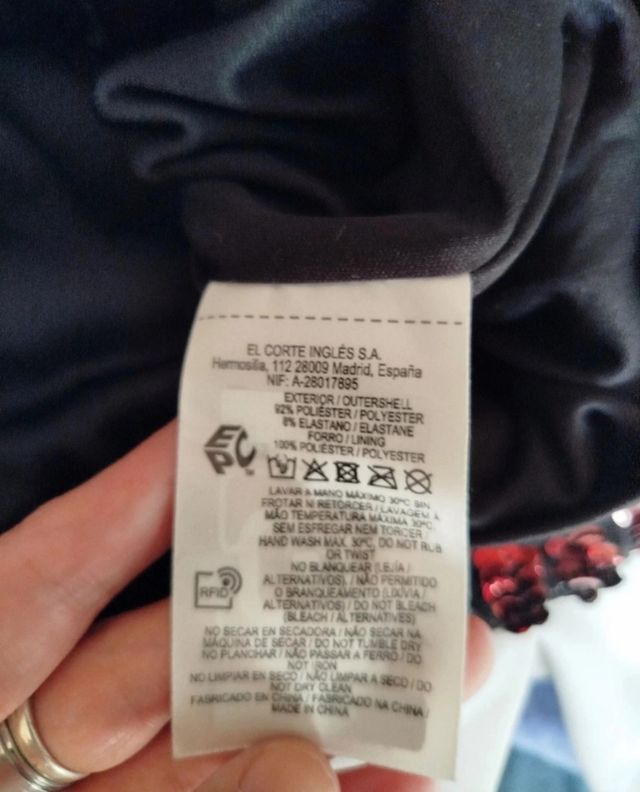 EL CORTE INGLÉS S.A.
Hermosilla, 112 28009 Madrid, España
NIF: A-28017895
EXTERIOR / OUTERSHELL
92% POLIÉSTER / POLYESTER
8% ELASTANO / ELASTANE
FORRO / LINING
100% POLIÉSTER / POLYESTER
EPC™
LAVAR A MANO MÁXIMO 30ºC SIN
FROTAR NI RETORCER / LAVAGEM A
MÃO TEMPERATURA MÁXIMA 30ºC
SEM ESFREGAR NEM TORCER /
HAND WASH MAX. 30ºC, DO NOT RUB
OR TWIST
NO BLANQUEAR (LEJÍA /
ALTERNATIVOS) / NÃO PERMITIDO
O BRANQUEAMENTO (LIXÍVIA /
ALTERNATIVOS) / DO NOT BLEACH
(BLEACH / ALTERNATIVES)
RFID
NO SECAR EN SECADORA / NÃO SECAR NA
MÁQUINA DE SECAR / DO NOT TUMBLE DRY
NO PLANCHAR / NÃO PASSAR A FERRO / DO
NOT IRON
NO LIMPIAR EN SECO / NÃO LIMPAR A SECO / DO
NOT DRY CLEAN
FABRICADO EN CHINA / FABRICADO NA CHINA /
MADE IN CHINA